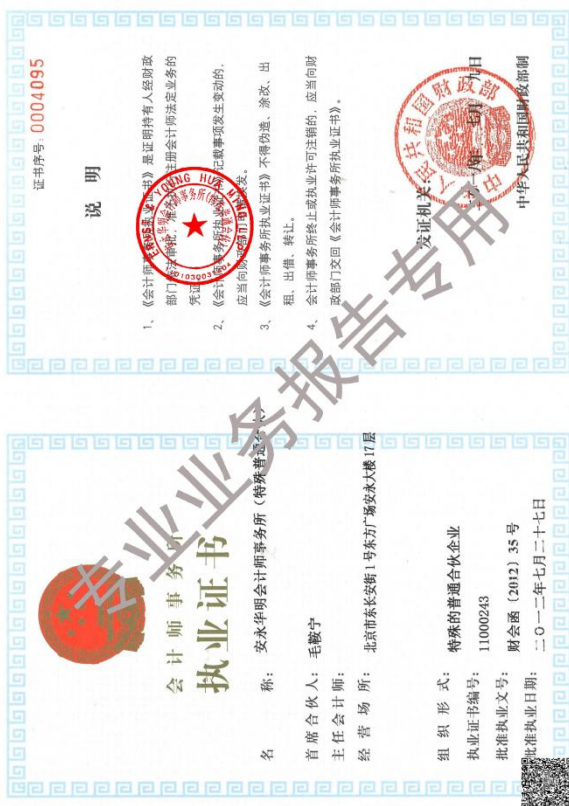 会计师事务所
执业证书
名 称： 安永华明会计师事务所（特殊普通合伙）
首席合伙人： 毛鞍宁
主任会计师：
经营场所： 北京市东长安街1号东方广场安永大楼17层
组织形式： 特殊的普通合伙企业
执业证书编号： 11000243
批准执业文号： 财会函〔2012〕35号
批准执业日期： 二〇一二年七月二十七日
证书序号：0004095
说 明
1、《会计师事务所执业证书》是证明持有人经财政
部门依法审批，准予执行注册会计师法定业务的
凭证。
2、《会计师事务所执业证书》记载事项发生变动的，
应当向财政部门申请换发。
3、《会计师事务所执业证书》不得伪造、涂改、出
租、出借、转让。
4、会计师事务所终止或执业许可注销的，应当向财
政部门交回《会计师事务所执业证书》。
发证机关：
中华人民共和国财政部制
中华人民共和国财政部
ERNST & YOUNG HUA MING
专业业务报告专用